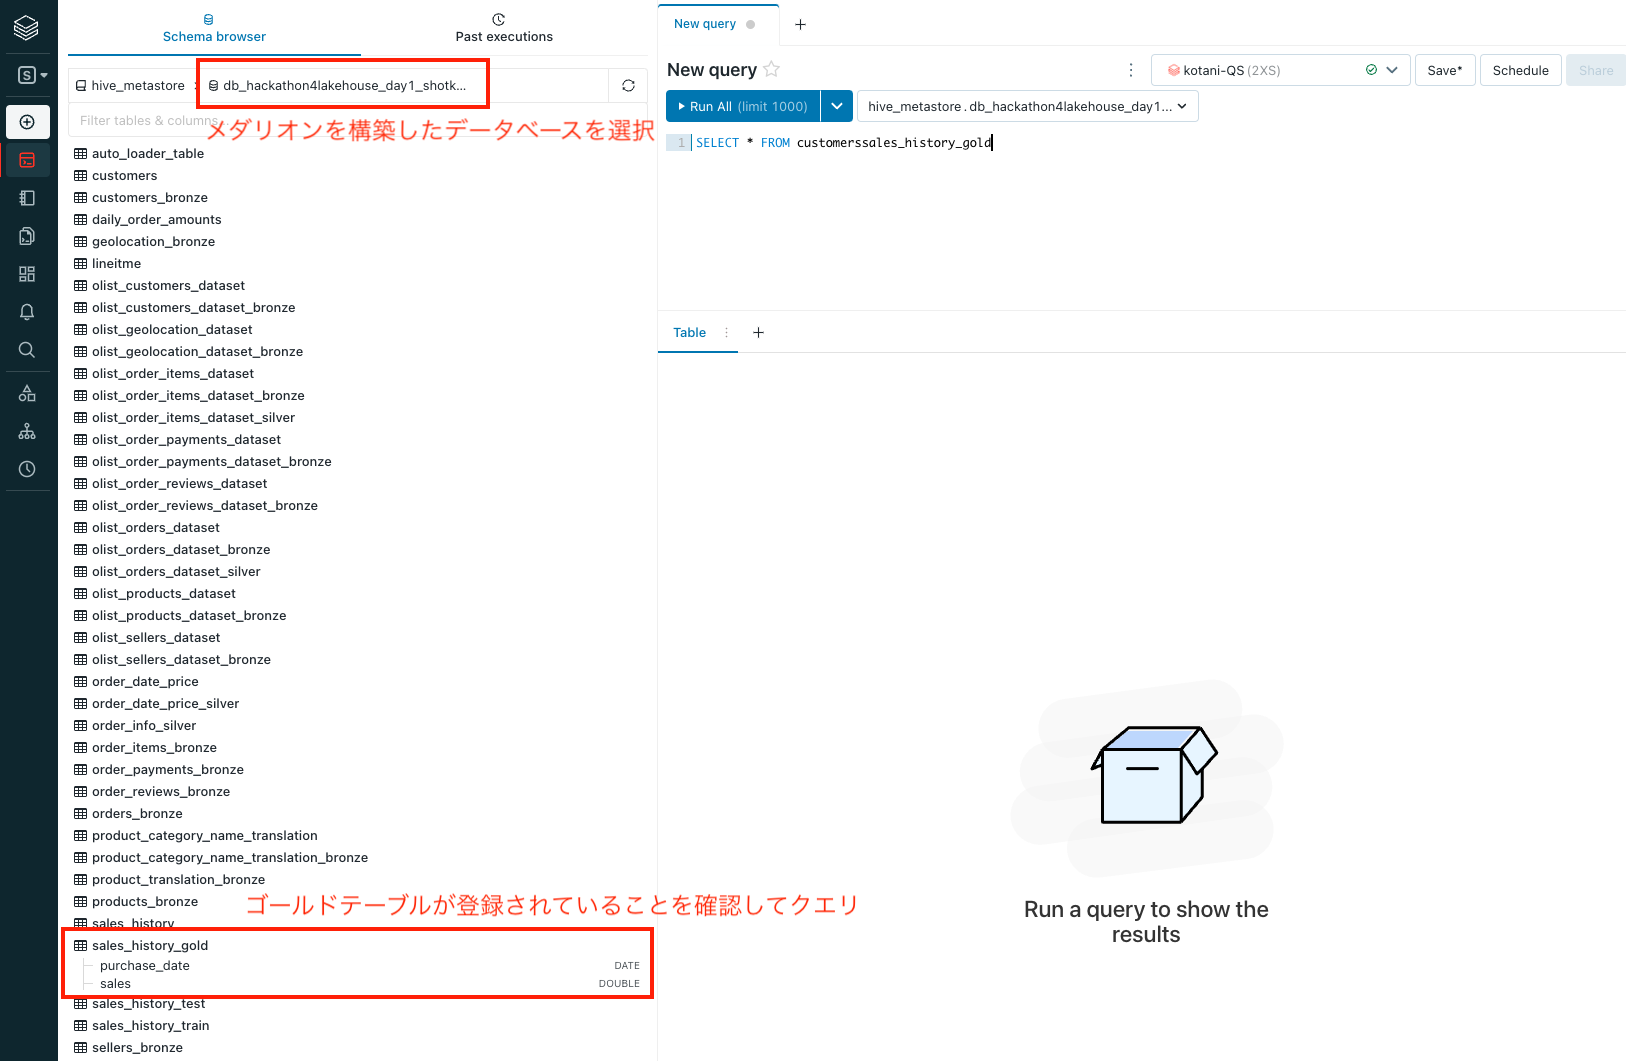 Schema browser
Past executions
S
hive_metastore
db_hackathon4lakehouse_day1_shotk...
Filter tables & columns...
メダリオンを構築したデータベースを選択
auto_loader_table
customers
customers_bronze
daily_order_amounts
geolocation_bronze
lineitme
olist_customers_dataset
olist_customers_dataset_bronze
olist_geolocation_dataset
olist_geolocation_dataset_bronze
olist_order_items_dataset
olist_order_items_dataset_bronze
olist_order_items_dataset_silver
olist_order_payments_dataset
olist_order_payments_dataset_bronze
olist_order_reviews_dataset
olist_order_reviews_dataset_bronze
olist_orders_dataset
olist_orders_dataset_bronze
olist_orders_dataset_silver
olist_products_dataset
olist_products_dataset_bronze
olist_sellers_dataset
olist_sellers_dataset_bronze
order_date_price
order_date_price_silver
order_info_silver
order_items_bronze
order_payments_bronze
order_reviews_bronze
orders_bronze
product_category_name_translation
product_category_name_translation_bronze
product_translation_bronze
products_bronze
ゴールドテーブルが登録されていることを確認してクエリ
sales_history
sales_history_gold
purchase_date DATE
sales DOUBLE
sales_history_test
sales_history_train
sellers_bronze
New query
New query
kotani-QS (2XS)
Save*
Schedule
Share
Run All (limit 1000)
hive_metastore . db_hackathon4lakehouse_day1...
1 SELECT * FROM customerssales_history_gold
Table
Run a query to show the
results